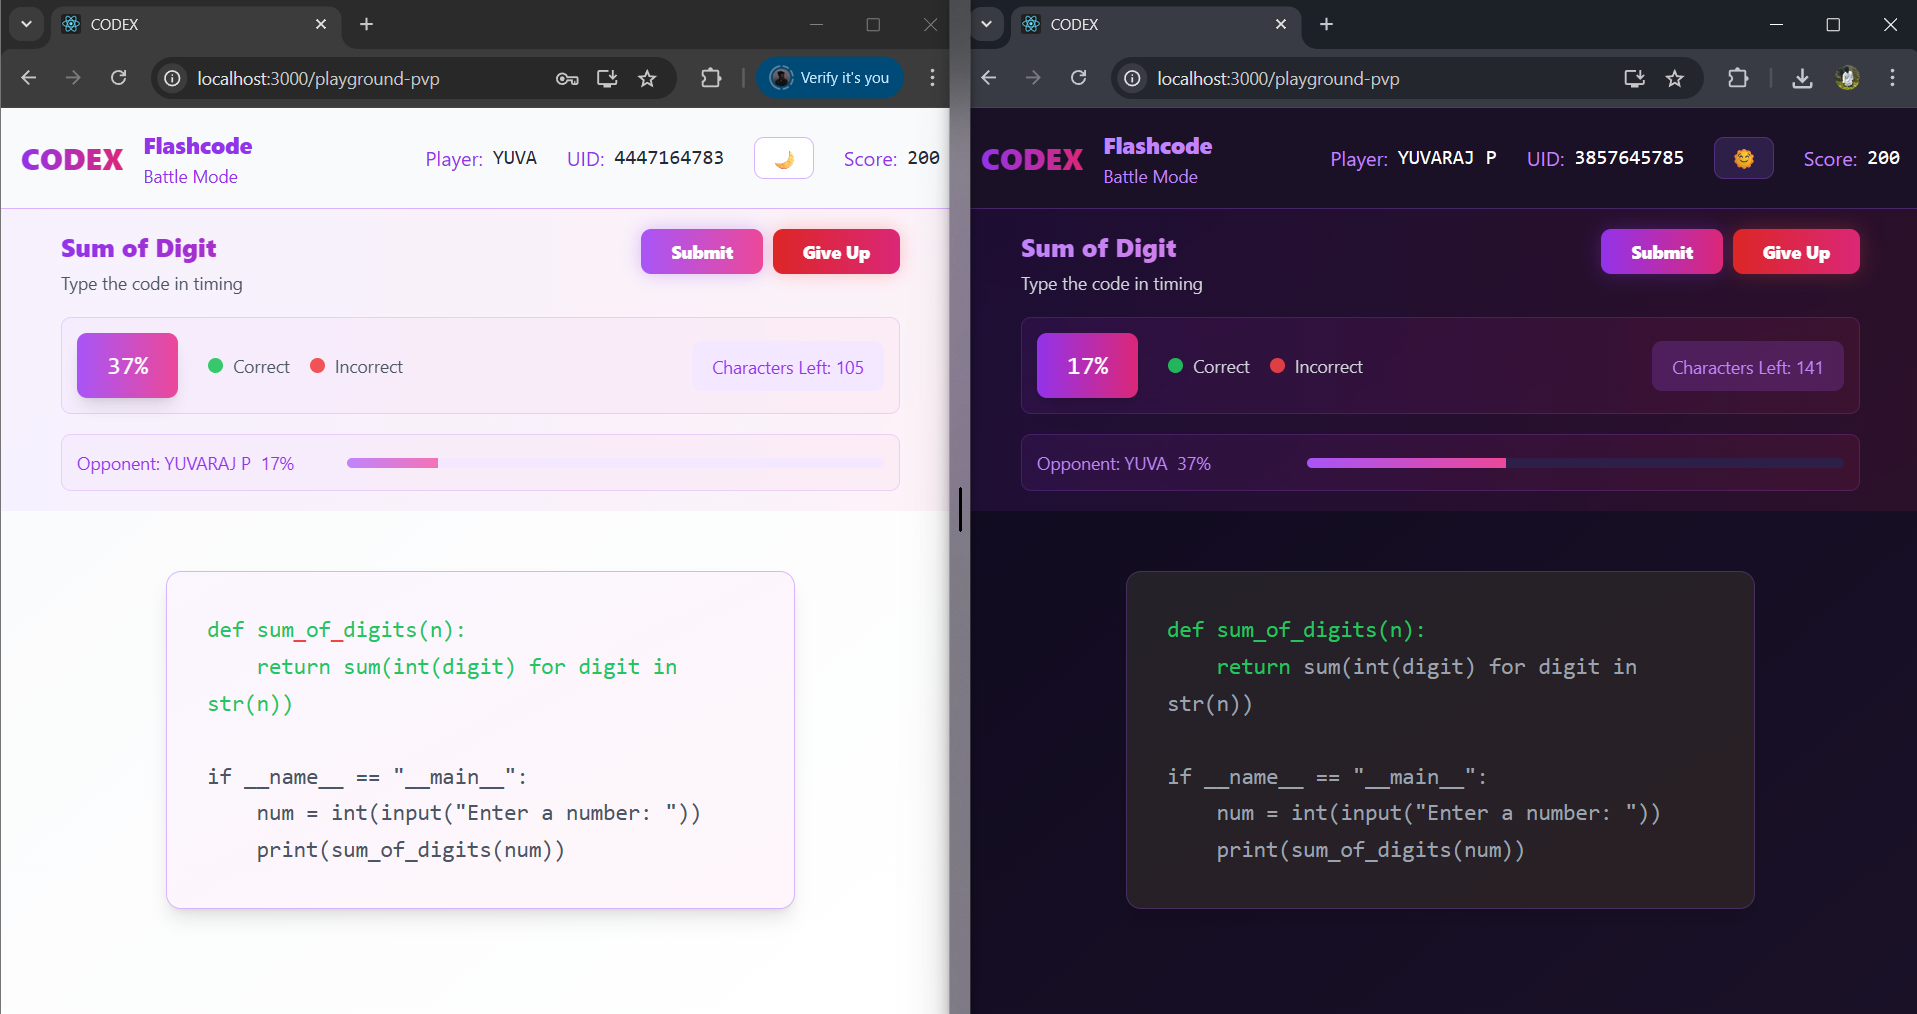 CODEX
localhost:3000/playground-pvp
Verify it's you
CODEX
Flashcode
Battle Mode
Player: YUVA
UID: 4447164783
Score: 200
Sum of Digit
Type the code in timing
Submit
Give Up
37%
Correct
Incorrect
Characters Left: 105
Opponent: YUVARAJ P 17%
def sum_of_digits(n):
    return sum(int(digit) for digit in
str(n))
if __name__ == "__main__":
    num = int(input("Enter a number: "))
    print(sum_of_digits(num))
CODEX
localhost:3000/playground-pvp
CODEX
Flashcode
Battle Mode
Player: YUVARAJ P
UID: 3857645785
Score: 200
Sum of Digit
Type the code in timing
Submit
Give Up
17%
Correct
Incorrect
Characters Left: 141
Opponent: YUVA 37%
def sum_of_digits(n):
    return sum(int(digit) for digit in
str(n))
if __name__ == "__main__":
    num = int(input("Enter a number: "))
    print(sum_of_digits(num))